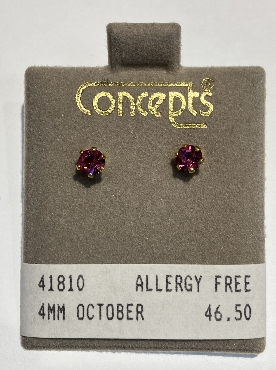 Concepts
41810 ALLERGY FREE
4MM OCTOBER 46.50